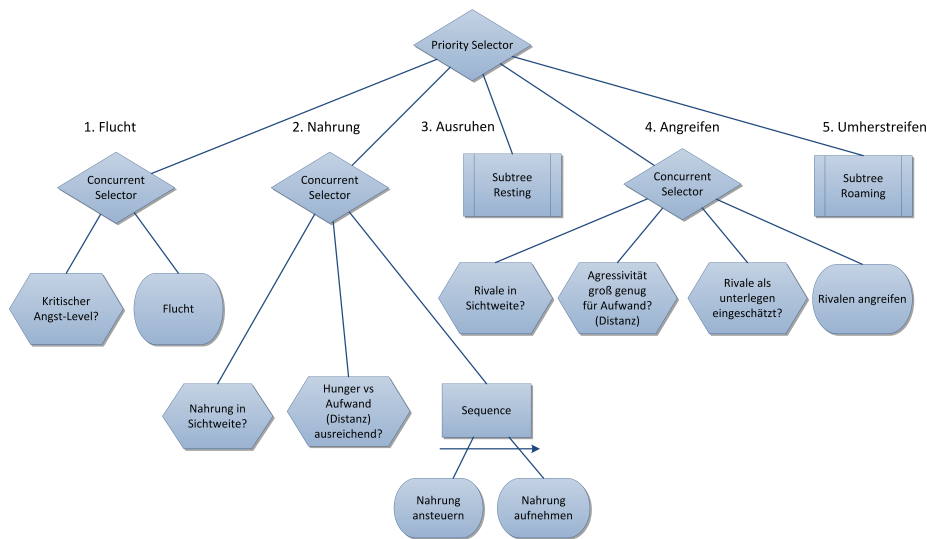 Priority Selector
1. Flucht
2. Nahrung
3. Ausruhen
4. Angreifen
5. Umherstreifen
Concurrent
Selector
Concurrent
Selector
Subtree
Resting
Concurrent
Selector
Subtree
Roaming
Kritischer
Angst-Level?
Flucht
Rivale in
Sichtweite?
Agressivität
groß genug
für Aufwand?
(Distanz)
Rivale als
unterlegen
eingeschätzt?
Rivalen angreifen
Nahrung in
Sichtweite?
Hunger vs
Aufwand
(Distanz)
ausreichend?
Sequence
Nahrung
ansteuern
Nahrung
aufnehmen